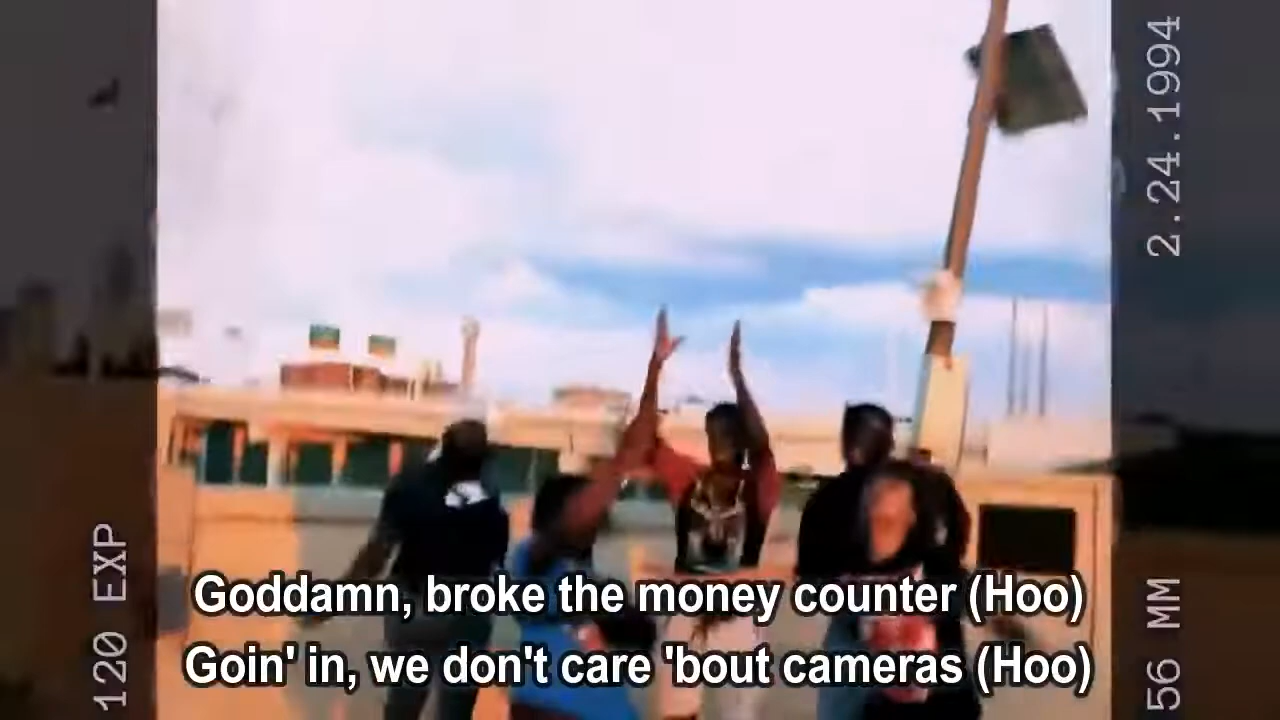 2.24.1994
120 EXP
56 MM
Goddamn, broke the money counter (Hoo)
Goin' in, we don't care 'bout cameras (Hoo)